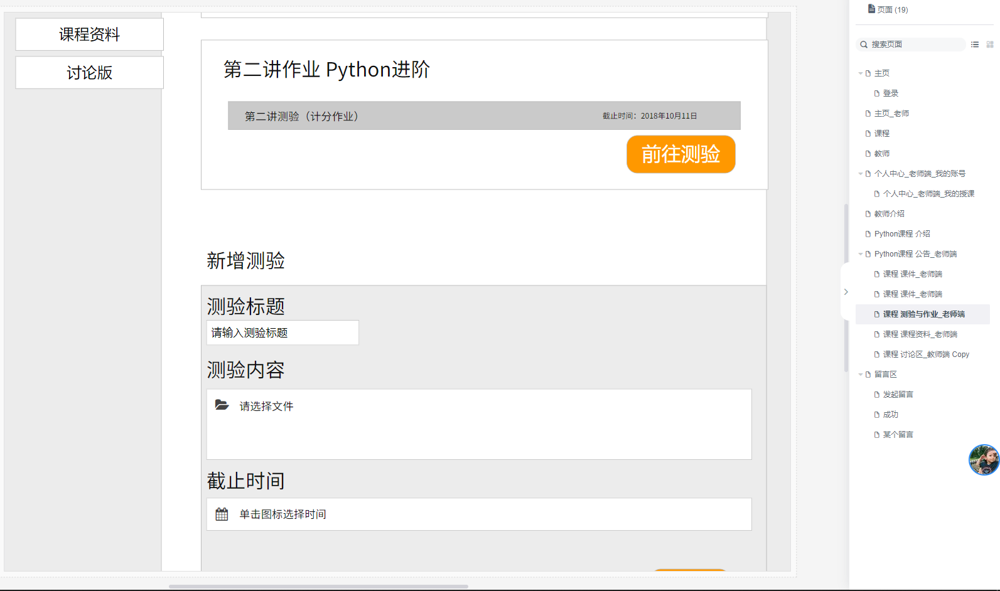 课程资料
讨论版
第二讲作业 Python进阶
第二讲测验（计分作业）
截止时间：2018年10月11日
前往测验
新增测验
测验标题
请输入测验标题
测验内容
请选择文件
截止时间
单击图标选择时间
页面 (19)
搜索页面
主页
登录
主页_老师
课程
教师
个人中心_老师端_我的账号
个人中心_老师端_我的授课
教师介绍
Python课程 介绍
Python课程 公告_老师端
课程 课件_老师端
课程 课件_老师端
课程 测验与作业_老师端
课程 课程资料_老师端
课程 讨论区_教师端 Copy
留言区
发起留言
成功
某个留言